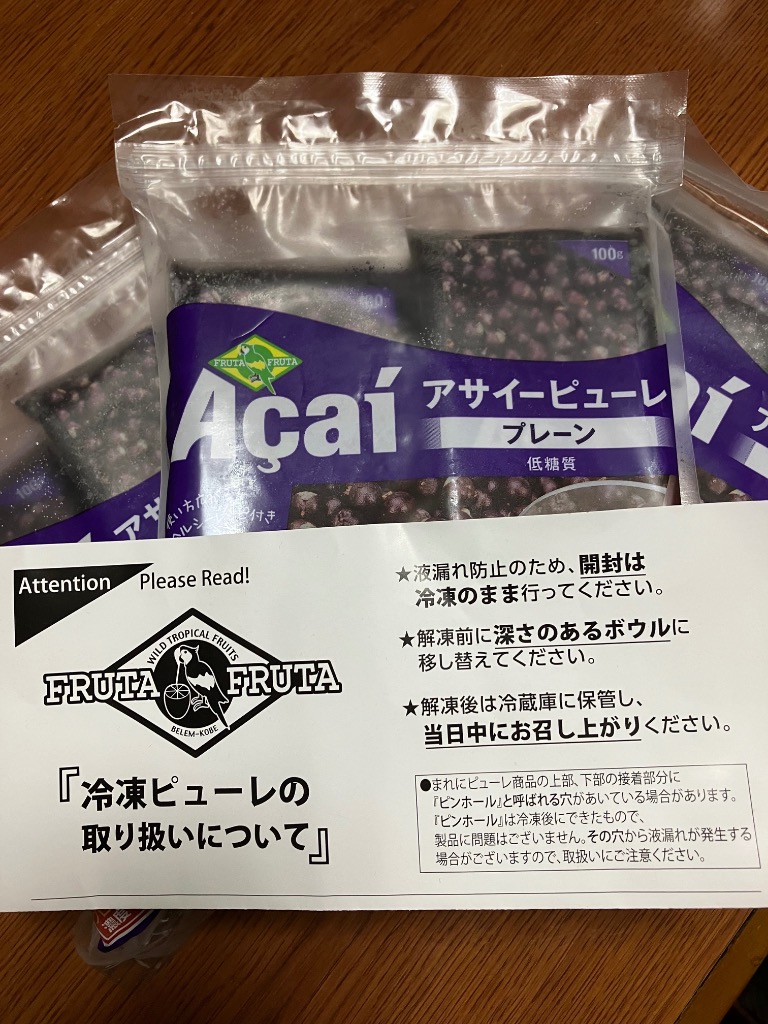 100g
100g
FRUTA FRUTA
Açaí
アサイーピューレ
プレーン
低糖質
100g
アサイ
Attention Please Read!
WILD TROPICAL FRUITS
FRUTA FRUTA
BELEM-KOBE
『冷凍ピューレの
取り扱いについて』
★液漏れ防止のため、開封は
冷凍のまま行ってください。
★解凍前に深さのあるボウルに
移し替えてください。
★解凍後は冷蔵庫に保管し、
当日中にお召し上がりください。
●まれにピューレ商品の上部、下部の接着部分に
『ピンホール』と呼ばれる穴があいている場合があります。
『ピンホール』は冷凍後にできたもので、
製品に問題はございません。その穴から液漏れが発生する
場合がございますので、取扱いにご注意ください。
濃度